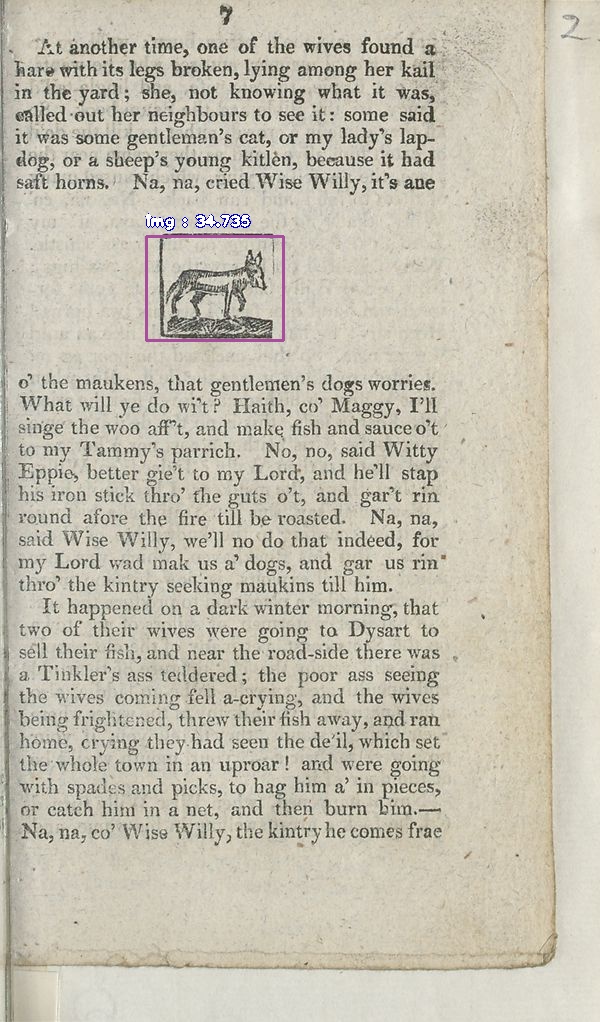 7
2
At another time, one of the wives found a
hare with its legs broken, lying among her kail
in the yard; she, not knowing what it was,
called out her neighbours to see it: some said
it was some gentleman's cat, or my lady's lap-
dog, or a sheep's young kitlen, because it had
saft horns. Na, na, cried Wise Willy, it's ane
img : 34.735
o' the maukens, that gentlemen's dogs worries.
What will ye do wi't? Haith, co' Maggy, I'll
singe the woo aff't, and make fish and sauce o't
to my Tammy's parrich. No, no, said Witty
Eppie, better gie't to my Lord, and he'll stap
his iron stick thro' the guts o't, and gar't rin
round afore the fire till be roasted. Na, na,
said Wise Willy, we'll no do that indeed, for
my Lord wad mak us a' dogs, and gar us rin
thro' the kintry seeking maukins till him.
It happened on a dark winter morning, that
two of their wives were going to Dysart to
sell their fish, and near the road-side there was
a Tinkler's ass teddered; the poor ass seeing
the wives coming fell a-crying, and the wives
being frightened, threw their fish away, and ran
home, crying they had seen the de'il, which set
the whole town in an uproar! and were going
with spades and picks, to hag him a' in pieces,
or catch him in a net, and then burn him.—
Na, na, co' Wise Willy, the kintry he comes frae